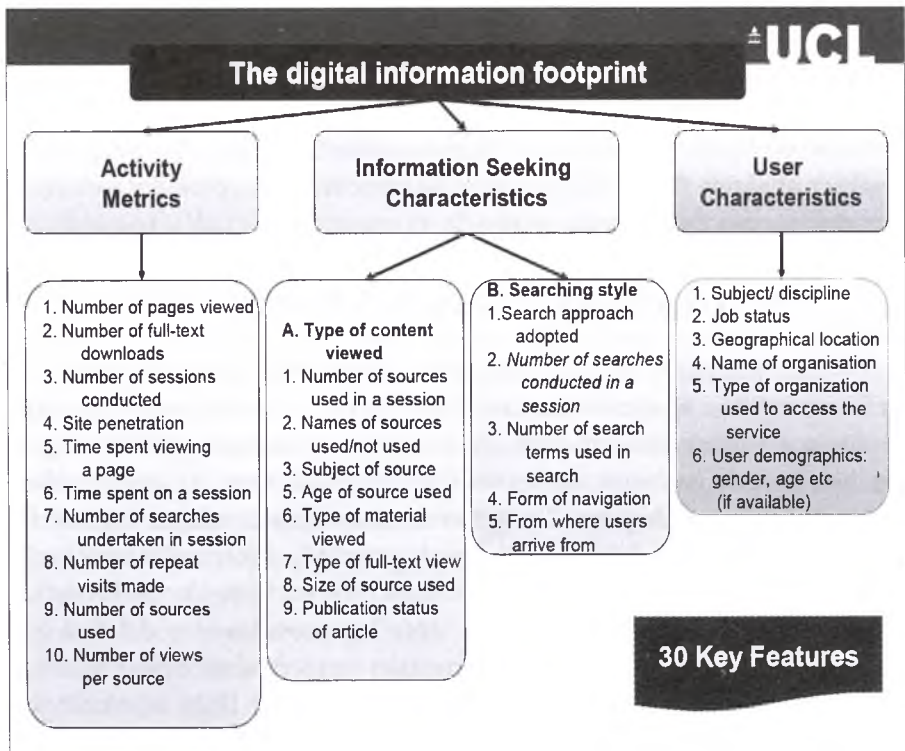 UCL
The digital information footprint
Activity
Metrics
Information Seeking
Characteristics
User
Characteristics
1. Number of pages viewed
2. Number of full-text
downloads
3. Number of sessions
conducted
4. Site penetration
5. Time spent viewing
a page
6. Time spent on a session
7. Number of searches
undertaken in session
8. Number of repeat
visits made
9. Number of sources
used
10. Number of views
per source
A. Type of content
viewed
1. Number of sources
used in a session
2. Names of sources
used/not used
3. Subject of source
5. Age of source used
6. Type of material
viewed
7. Type of full-text view
8. Size of source used
9. Publication status
of article
B. Searching style
1.Search approach
adopted
2. Number of searches
conducted in a
session
3. Number of search
terms used in
search
4. Form of navigation
5. From where users
arrive from
1. Subject/ discipline
2. Job status
3. Geographical location
4. Name of organisation
5. Type of organization
used to access the
service
6. User demographics:
gender, age etc
(if available)
30 Key Features